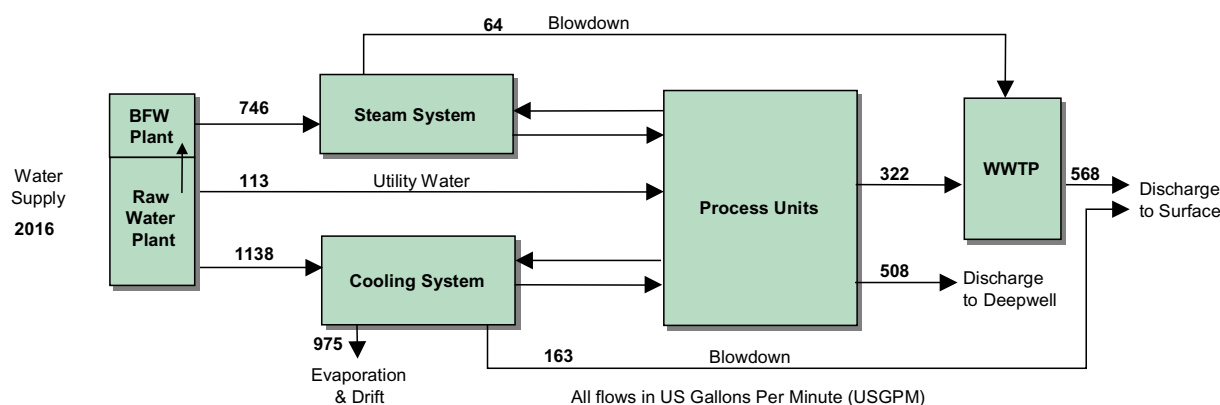 64
Blowdown
BFW
Plant
746
Steam System
Water
Supply
2016
113
Utility Water
Raw
Water
Plant
Process Units
322
WWTP
568
Discharge
to Surface
1138
Cooling System
508
Discharge
to Deepwell
975
Evaporation
& Drift
163
Blowdown
All flows in US Gallons Per Minute (USGPM)